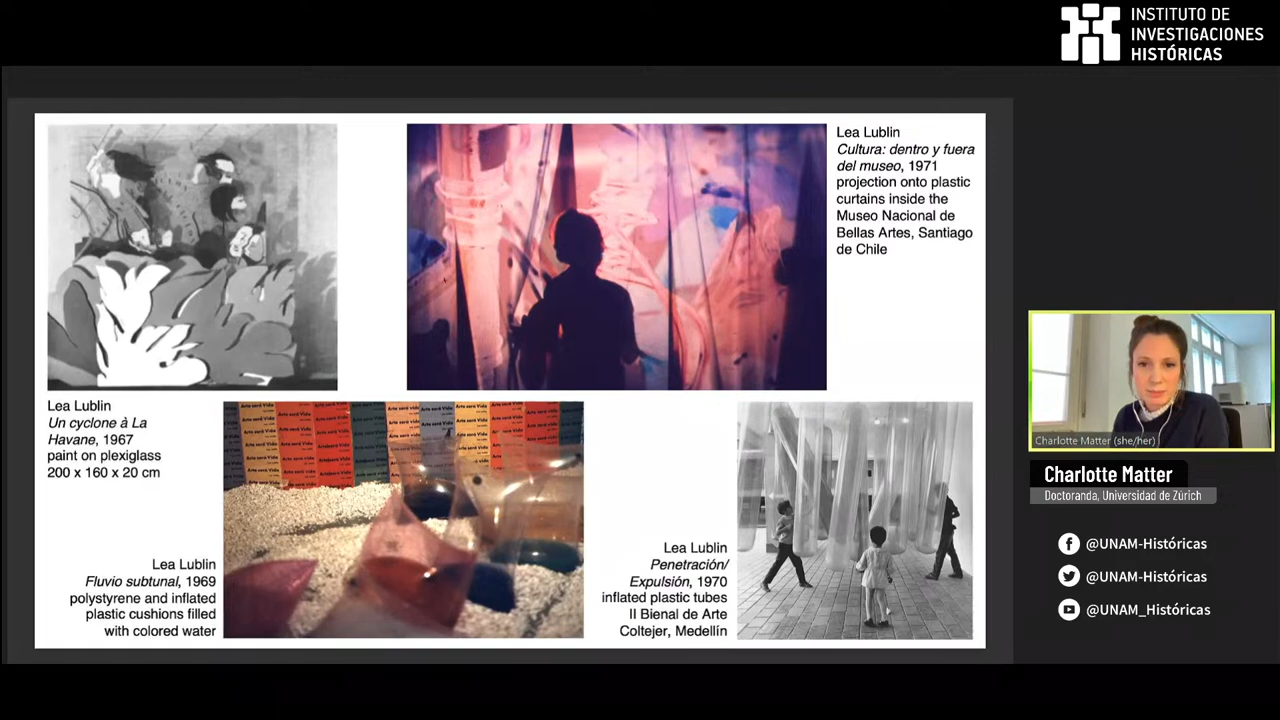 INSTITUTO DE
INVESTIGACIONES
HISTÓRICAS
Lea Lublin
Cultura: dentro y fuera
del museo, 1971
projection onto plastic
curtains inside the
Museo Nacional de
Bellas Artes, Santiago
de Chile
Lea Lublin
Un cyclone à La
Havane, 1967
paint on plexiglass
200 x 160 x 20 cm
Arte será Vida
Lea Lublin
Fluvio subtunal, 1969
polystyrene and inflated
plastic cushions filled
with colored water
Lea Lublin
Penetración/
Expulsión, 1970
inflated plastic tubes
II Bienal de Arte
Coltejer, Medellín
Charlotte Matter (she/her)
Charlotte Matter
Doctoranda, Universidad de Zúrich
@UNAM-Históricas
@UNAM-Históricas
@UNAM_Históricas